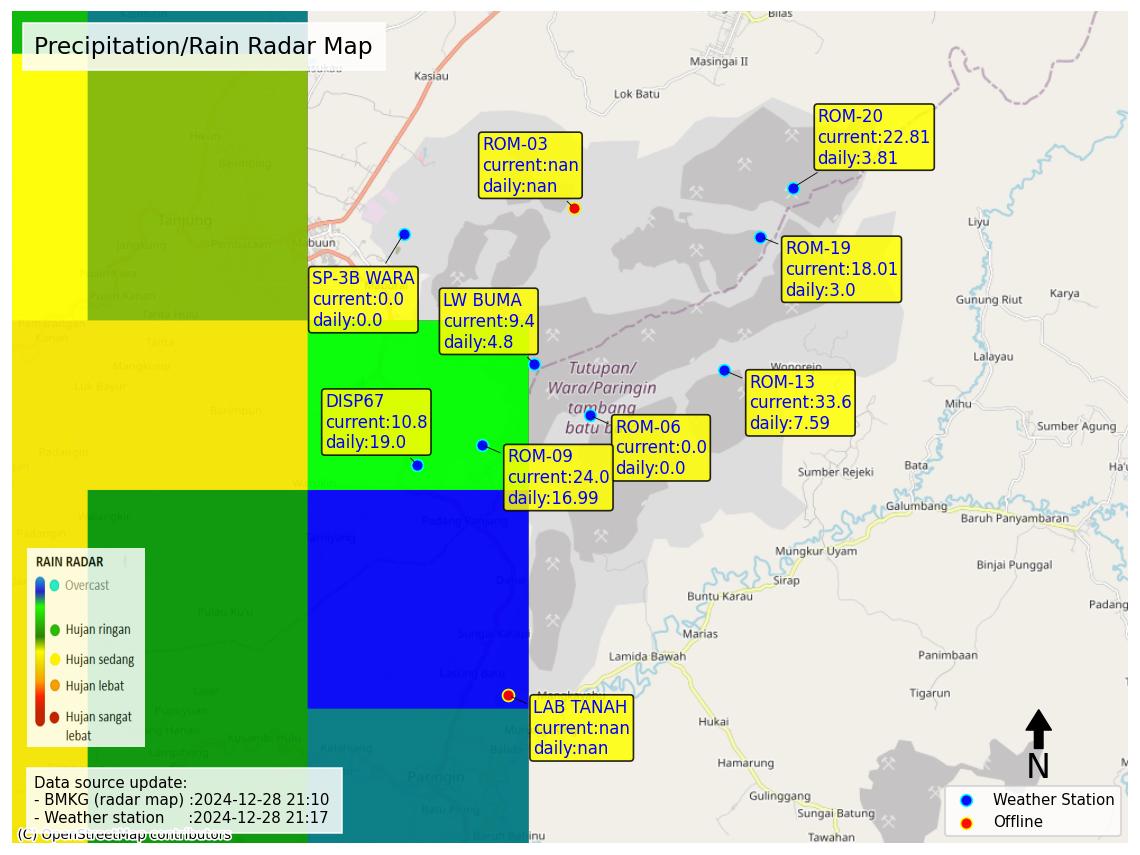 Precipitation/Rain Radar Map
Bilas
Masingai II
Kasiau
Lok Batu
ROM-20
current:22.81
daily:3.81
ROM-03
current:nan
daily:nan
Tanjung
Mabuun
Liyu
ROM-19
current:18.01
daily:3.0
SP-3B WARA
current:0.0
daily:0.0
LW BUMA
current:9.4
daily:4.8
Gunung Riut
Karya
Lalayau
Wonorejo
Tutupan/
Wara/Paringin
tambang
batu b
ROM-13
current:33.6
daily:7.59
Mihu
DISP67
current:10.8
daily:19.0
ROM-06
current:0.0
daily:0.0
Sumber Agung
ROM-09
current:24.0
daily:16.99
Sumber Rejeki
Bata
Ha'u
Galumbang
Baruh Panyambaran
Mungkur Uyam
Binjai Punggal
Sirap
Buntu Karau
Padang
RAIN RADAR
Overcast
Hujan ringan
Hujan sedang
Hujan lebat
Hujan sangat
lebat
Marias
Lamida Bawah
Panimbaan
Tigarun
LAB TANAH
current:nan
daily:nan
Hukai
Hamarung
N
Paringin
Gulinggang
Sungai Batung
Tawahan
Data source update:
- BMKG (radar map) :2024-12-28 21:10
- Weather station :2024-12-28 21:17
(C) OpenStreetMap contributors
Weather Station
Offline